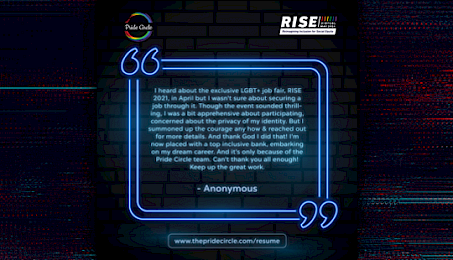 Pride Circle
RISE
Reimagining Inclusion for Social Equity
I heard about the exclusive LGBT+ job fair, RISE
2021, in April but I wasn't sure about securing a
job through it. Though the event sounded thrill-
ing, I was a bit apprehensive about participating,
concerned about the privacy of my identity. But I
summoned up the courage any how & reached out
for more details. And thank God I did that! I'm
now placed with a top inclusive bank, embarking
on my dream career. And it's only because of the
Pride Circle team. Can't thank you all enough!
Keep up the great work.
- Anonymous
www.thepridecircle.com/resume